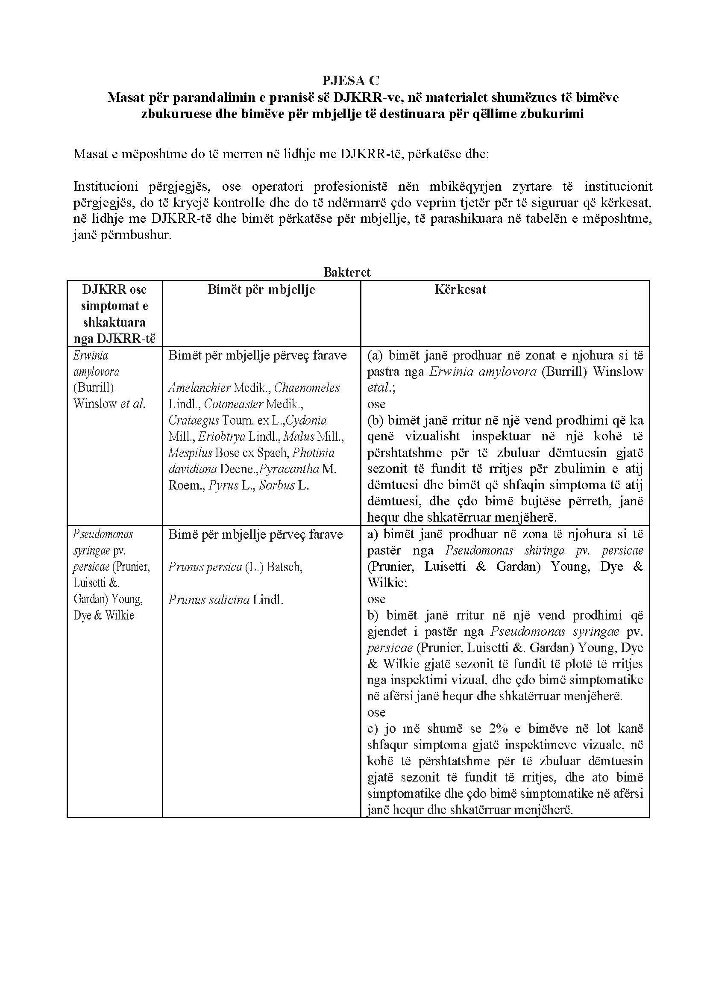 PJESA C
Masat për parandalimin e pranisë së DJKRR-ve, në materialet shumëzues të bimëve
zbukuruese dhe bimëve për mbjellje të destinuara për qëllime zbukurimi
Masat e mëposhtme do të merren në lidhje me DJKRR-të, përkatëse dhe:
Institucioni përgjegjës, ose operatori profesionistë nën mbikëqyrjen zyrtare të institucionit
përgjegjës, do të kryejë kontrolle dhe do të ndërmarrë çdo veprim tjetër për të siguruar që kërkesat,
në lidhje me DJKRR-të dhe bimët përkatëse për mbjellje, të parashikuara në tabelën e mëposhtme,
janë përmbushur.
Bakteret
DJKRR ose
simptomat e
shkaktuara
nga DJKRR-të
Bimët për mbjellje
Kërkesat
Erwinia
amylovora
(Burrill)
Winslow et al.
Bimët për mbjellje përveç farave
Amelanchier Medik., Chaenomeles
Lindl., Cotoneaster Medik.,
Crataegus Tourn. ex L.,Cydonia
Mill., Eriobtrya Lindl., Malus Mill.,
Mespilus Bosc ex Spach, Photinia
davidiana Decne.,Pyracantha M.
Roem., Pyrus L., Sorbus L.
(a) bimët janë prodhuar në zonat e njohura si të
pastra nga Erwinia amylovora (Burrill) Winslow
etal.;
ose
(b) bimët janë rritur në një vend prodhimi që ka
qenë vizualisht inspektuar në një kohë të
përshtatshme për të zbuluar dëmtuesin gjatë
sezonit të fundit të rritjes për zbulimin e atij
dëmtuesi dhe bimët që shfaqin simptoma të atij
dëmtuesi, dhe çdo bimë bujtëse përreth, janë
hequr dhe shkatërruar menjëherë.
Pseudomonas
syringae pv.
persicae (Prunier,
Luisetti &.
Gardan) Young,
Dye & Wilkie
Bimë për mbjellje përveç farave
Prunus persica (L.) Batsch,
Prunus salicina Lindl.
a) bimët janë prodhuar në zona të njohura si të
pastër nga Pseudomonas shiringa pv. persicae
(Prunier, Luisetti & Gardan) Young, Dye &
Wilkie;
ose
b) bimët janë rritur në një vend prodhimi që
gjendet i pastër nga Pseudomonas syringae pv.
persicae (Prunier, Luisetti &. Gardan) Young, Dye
& Wilkie gjatë sezonit të fundit të plotë të rritjes
nga inspektimi vizual, dhe çdo bimë simptomatike
në afërsi janë hequr dhe shkatërruar menjëherë.
ose
c) jo më shumë se 2% e bimëve në lot kanë
shfaqur simptoma gjatë inspektimeve vizuale, në
kohë të përshtatshme për të zbuluar dëmtuesin
gjatë sezonit të fundit të rritjes, dhe ato bimë
simptomatike dhe çdo bimë simptomatike në afërsi
janë hequr dhe shkatërruar menjëherë.